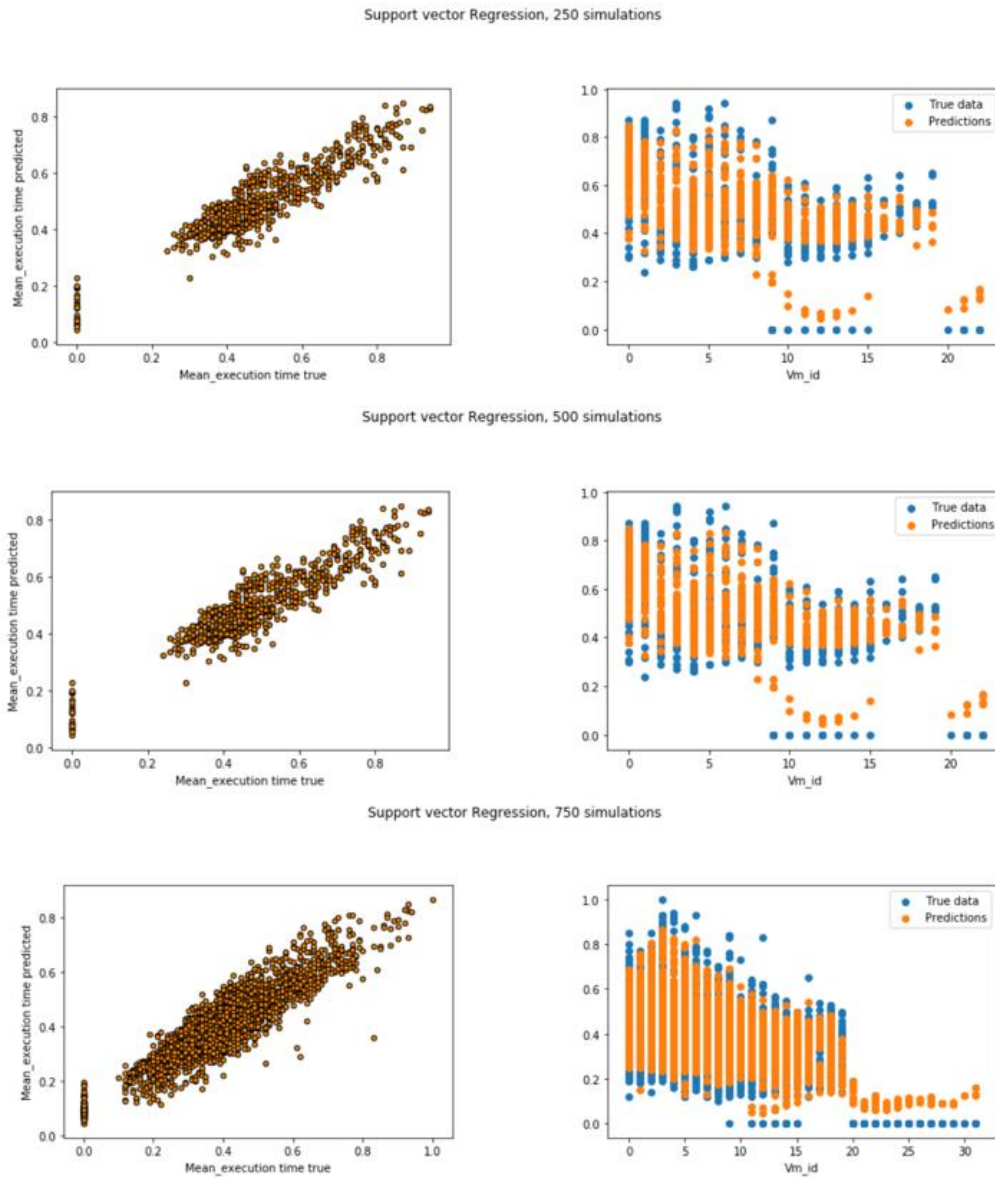 Support vector Regression, 250 simulations
Mean_execution time predicted
0.8
0.6
0.4
0.2
0.0
0.0 0.2 0.4 0.6 0.8
Mean_execution time true
1.0
0.8
0.6
0.4
0.2
0.0
True data
Predictions
0 5 10 15 20
Vm_id
Support vector Regression, 500 simulations
Mean_execution time predicted
0.8
0.6
0.4
0.2
0.0
0.0 0.2 0.4 0.6 0.8
Mean_execution time true
1.0
0.8
0.6
0.4
0.2
0.0
True data
Predictions
0 5 10 15 20
Vm_id
Support vector Regression, 750 simulations
Mean_execution time predicted
0.8
0.6
0.4
0.2
0.0
0.0 0.2 0.4 0.6 0.8 1.0
Mean_execution time true
1.0
0.8
0.6
0.4
0.2
0.0
True data
Predictions
0 5 10 15 20 25 30
Vm_id